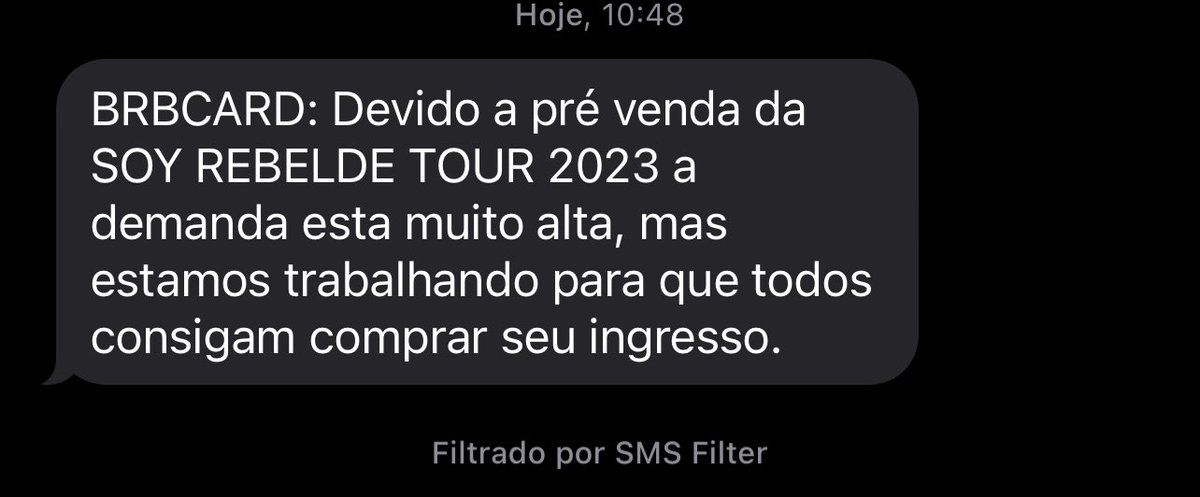 Hoje, 10:48
BRBCARD: Devido a pré venda da
SOY REBELDE TOUR 2023 a
demanda esta muito alta, mas
estamos trabalhando para que todos
consigam comprar seu ingresso.
Filtrado por SMS Filter